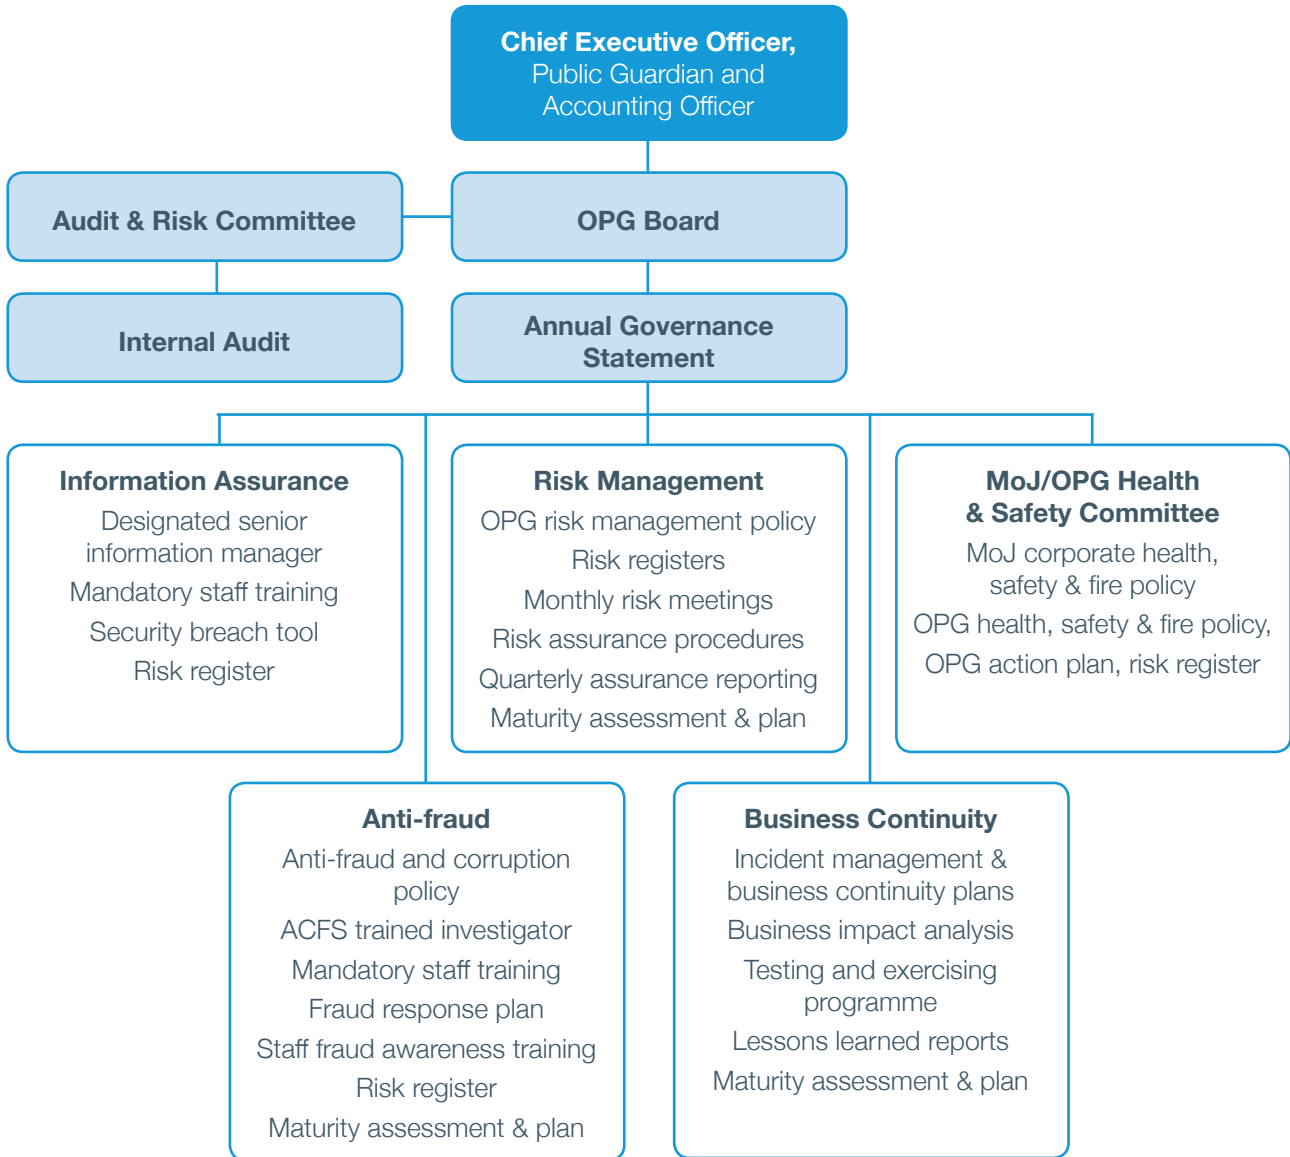 Chief Executive Officer,
Public Guardian and
Accounting Officer
Audit & Risk Committee
OPG Board
Internal Audit
Annual Governance
Statement
Information Assurance
Designated senior
information manager
Mandatory staff training
Security breach tool
Risk register
Risk Management
OPG risk management policy
Risk registers
Monthly risk meetings
Risk assurance procedures
Quarterly assurance reporting
Maturity assessment & plan
MoJ/OPG Health
& Safety Committee
MoJ corporate health,
safety & fire policy
OPG health, safety & fire policy,
OPG action plan, risk register
Anti-fraud
Anti-fraud and corruption
policy
ACFS trained investigator
Mandatory staff training
Fraud response plan
Staff fraud awareness training
Risk register
Maturity assessment & plan
Business Continuity
Incident management &
business continuity plans
Business impact analysis
Testing and exercising
programme
Lessons learned reports
Maturity assessment & plan